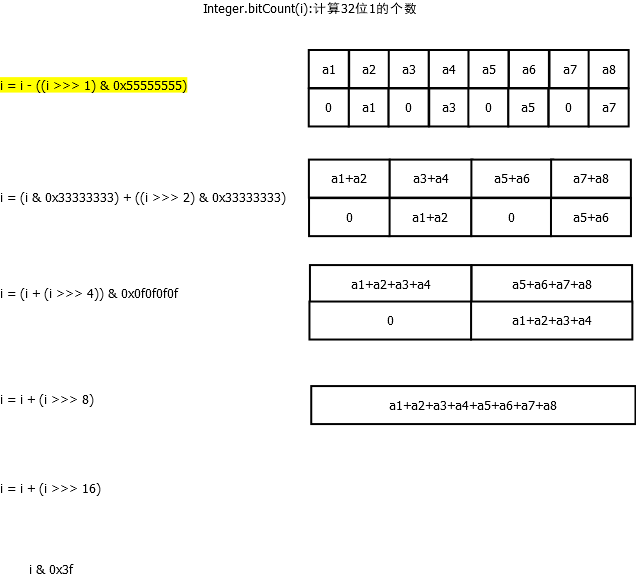 Integer.bitCount(i):计算32位1的个数
i = i - ((i >>> 1) & 0x55555555)
a1 a2 a3 a4 a5 a6 a7 a8
0 a1 0 a3 0 a5 0 a7
i = (i & 0x33333333) + ((i >>> 2) & 0x33333333)
a1+a2 a3+a4 a5+a6 a7+a8
0 a1+a2 0 a5+a6
i = (i + (i >>> 4)) & 0x0f0f0f0f
a1+a2+a3+a4 a5+a6+a7+a8
0 a1+a2+a3+a4
i = i + (i >>> 8)
a1+a2+a3+a4+a5+a6+a7+a8
i = i + (i >>> 16)
i & 0x3f